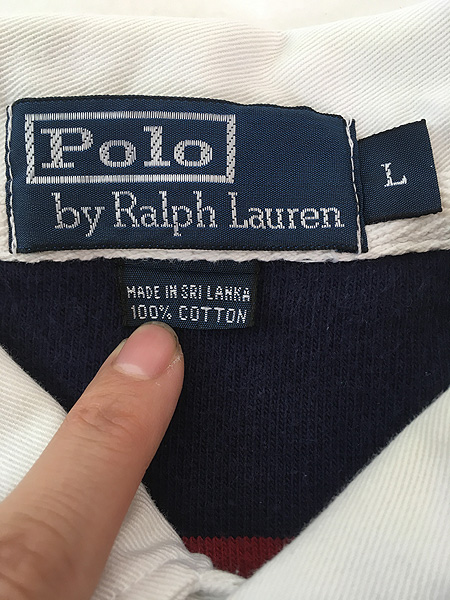 Polo
by Ralph Lauren
L
MADE IN SRI LANKA
100% COTTON